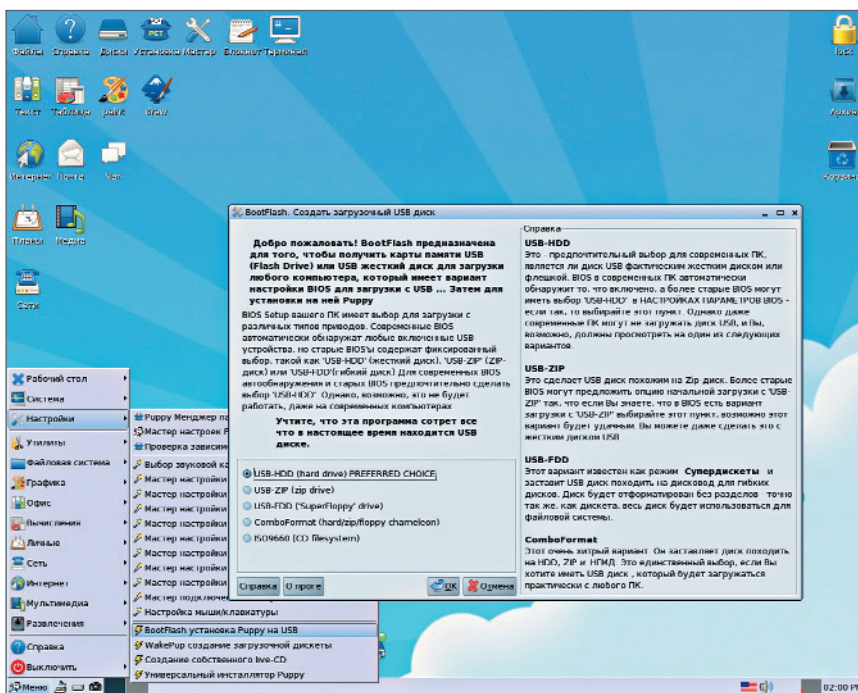 Файлы Справка Диски Установка Мастер Блокнот Терминал
lock
Текст Таблица paint draw
Архив
Интернет Почта Чат
Корзина
Планы Медиа
Сеть
BootFlash. Создать загрузочный USB диск
Добро пожаловать! BootFlash предназначена
для того, чтобы получить карты памяти USB
(Flash Drive) или USB жесткий диск для загрузки
любого компьютера, который имеет вариант
настройки BIOS для загрузки с USB ... Затем для
установки на ней Puppy
BIOS Setup вашего ПК имеет выбор для загрузки с
различных типов приводов. Современные BIOS
автоматически обнаружат любые включенные USB
устройства, но старые BIOS'ы содержат фиксированный
выбор, такой как 'USB-HDD' (жесткий диск), 'USB-ZIP' (ZIP-
диск) или 'USB-FDD'(гибкий диск) Для современных BIOS
автообнаружения и старых BIOS предпочтительно сделать
выбор 'USB-HDD'. Однако, возможно, это не будет
работать, даже на современных компьютерах
Учтите, что эта программа сотрет все
что в настоящее время находится USB
диске.
USB-HDD (hard drive) PREFERRED CHOICE
USB-ZIP (zip drive)
USB-FDD ('SuperFloppy' drive)
ComboFormat (hard/zip/floppy chameleon)
ISO9660 (CD filesystem)
Справка О проге OK Отмена
Справка
USB-HDD
Это - предпочтительный выбор для современных ПК,
является ли диск USB фактическим жестким диском или
флешкой. BIOS в современных ПК автоматически
обнаружит то, что включено, а более старые BIOS могут
иметь выбор 'USB-HDD' в НАСТРОЙКАХ ПАРАМЕТРОВ BIOS -
если так, то выбирайте этот пункт. Однако даже
современные ПК могут не загружать диск USB, и Вы,
возможно, должны просмотреть на один из следующих
вариантов.
USB-ZIP
Это сделает USB диск похожим на Zip диск. Более старые
BIOS могут предложить опцию начальной загрузки с 'USB-
ZIP' так, что если Вы знаете, что в BIOS есть вариант
загрузки с 'USB-ZIP' выбирайте этот пункт, возможно этот
вариант будет удачным. Вы можете даже сделать это с
жестким диском USB
USB-FDD
Этот вариант известен как режим Супердискеты и
заставит USB диск походить на дисковод для гибких
дисков. Диск будет отформатирован без разделов - точно
так же, как дискета, весь диск будет использоваться для
файловой системы.
ComboFormat
Этот очень хитрый вариант. Он заставляет диск походить
на HDD, ZIP и НГМД. Это единственный выбор, если Вы
хотите иметь USB диск , который будет загружаться
практически с любого ПК.
Рабочий стол
Система
Настройки
Утилиты
Файловая система
Графика
Офис
Вычисления
Личные
Сеть
Интернет
Мультимедиа
Развлечения
Справка
Выключить
Puppy Менеджер па
Мастер настроек P
Проверка зависимо
Выбор звуковой ка
Мастер настройки
Мастер настройки
Мастер настройки
Мастер настройки
Мастер настройки
Мастер настройки
Мастер настройки
Мастер подключен
Настройка мыши/клавиатуры
BootFlash установка Puppy на USB
WakePup создание загрузочной дискеты
Создание собственного live-CD
Универсальный инсталлятор Puppy
Меню
02:00 P